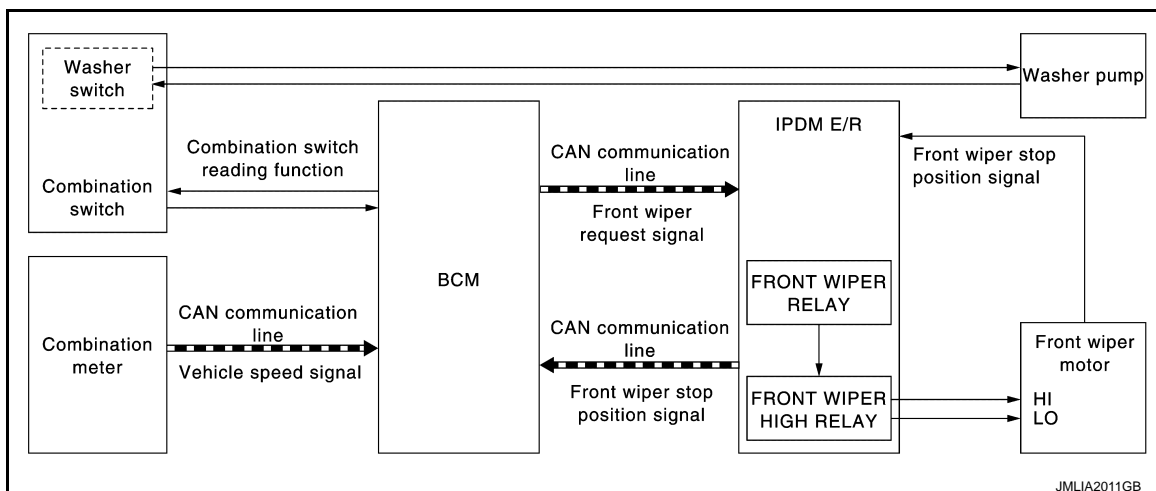 Washer
switch
Washer pump
Combination switch
reading function
Combination
switch
BCM
CAN communication
line
Front wiper
request signal
IPDM E/R
Front wiper stop
position signal
Combination
meter
CAN communication
line
Vehicle speed signal
CAN communication
line
Front wiper stop
position signal
FRONT WIPER
RELAY
FRONT WIPER
HIGH RELAY
Front wiper
motor
HI
LO
JMLIA2011GB